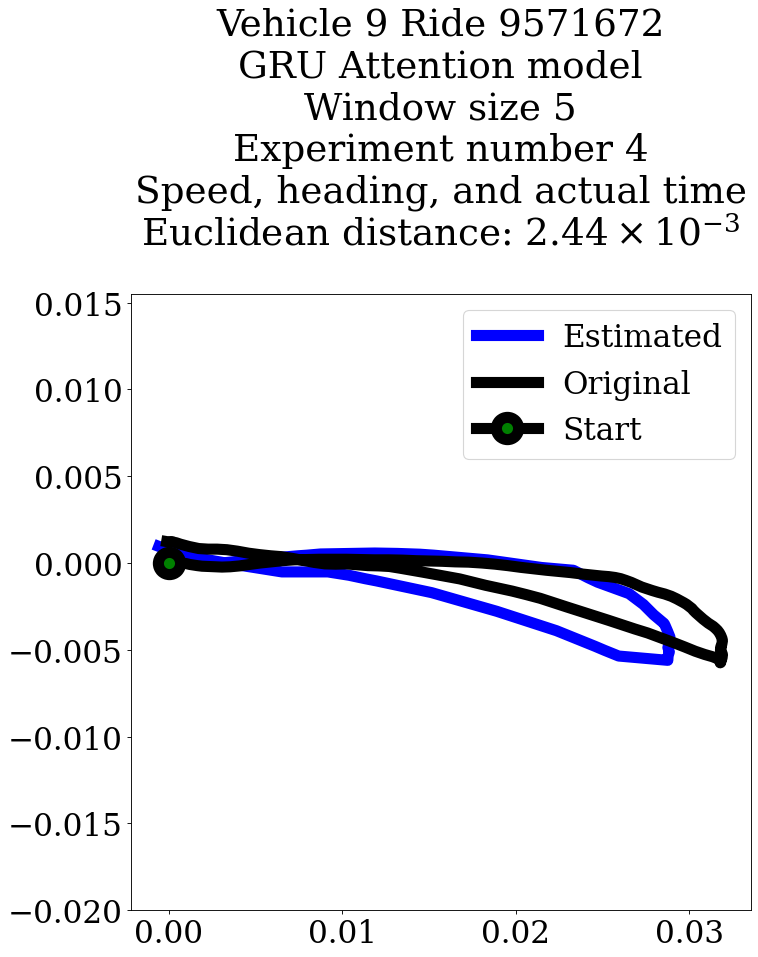 Vehicle 9 Ride 9571672
GRU Attention model
Window size 5
Experiment number 4
Speed, heading, and actual time
Euclidean distance: 2.44 × 10⁻³
Estimated
Original
Start
0.015
0.010
0.005
0.000
−0.005
−0.010
−0.015
−0.020
0.00 0.01 0.02 0.03